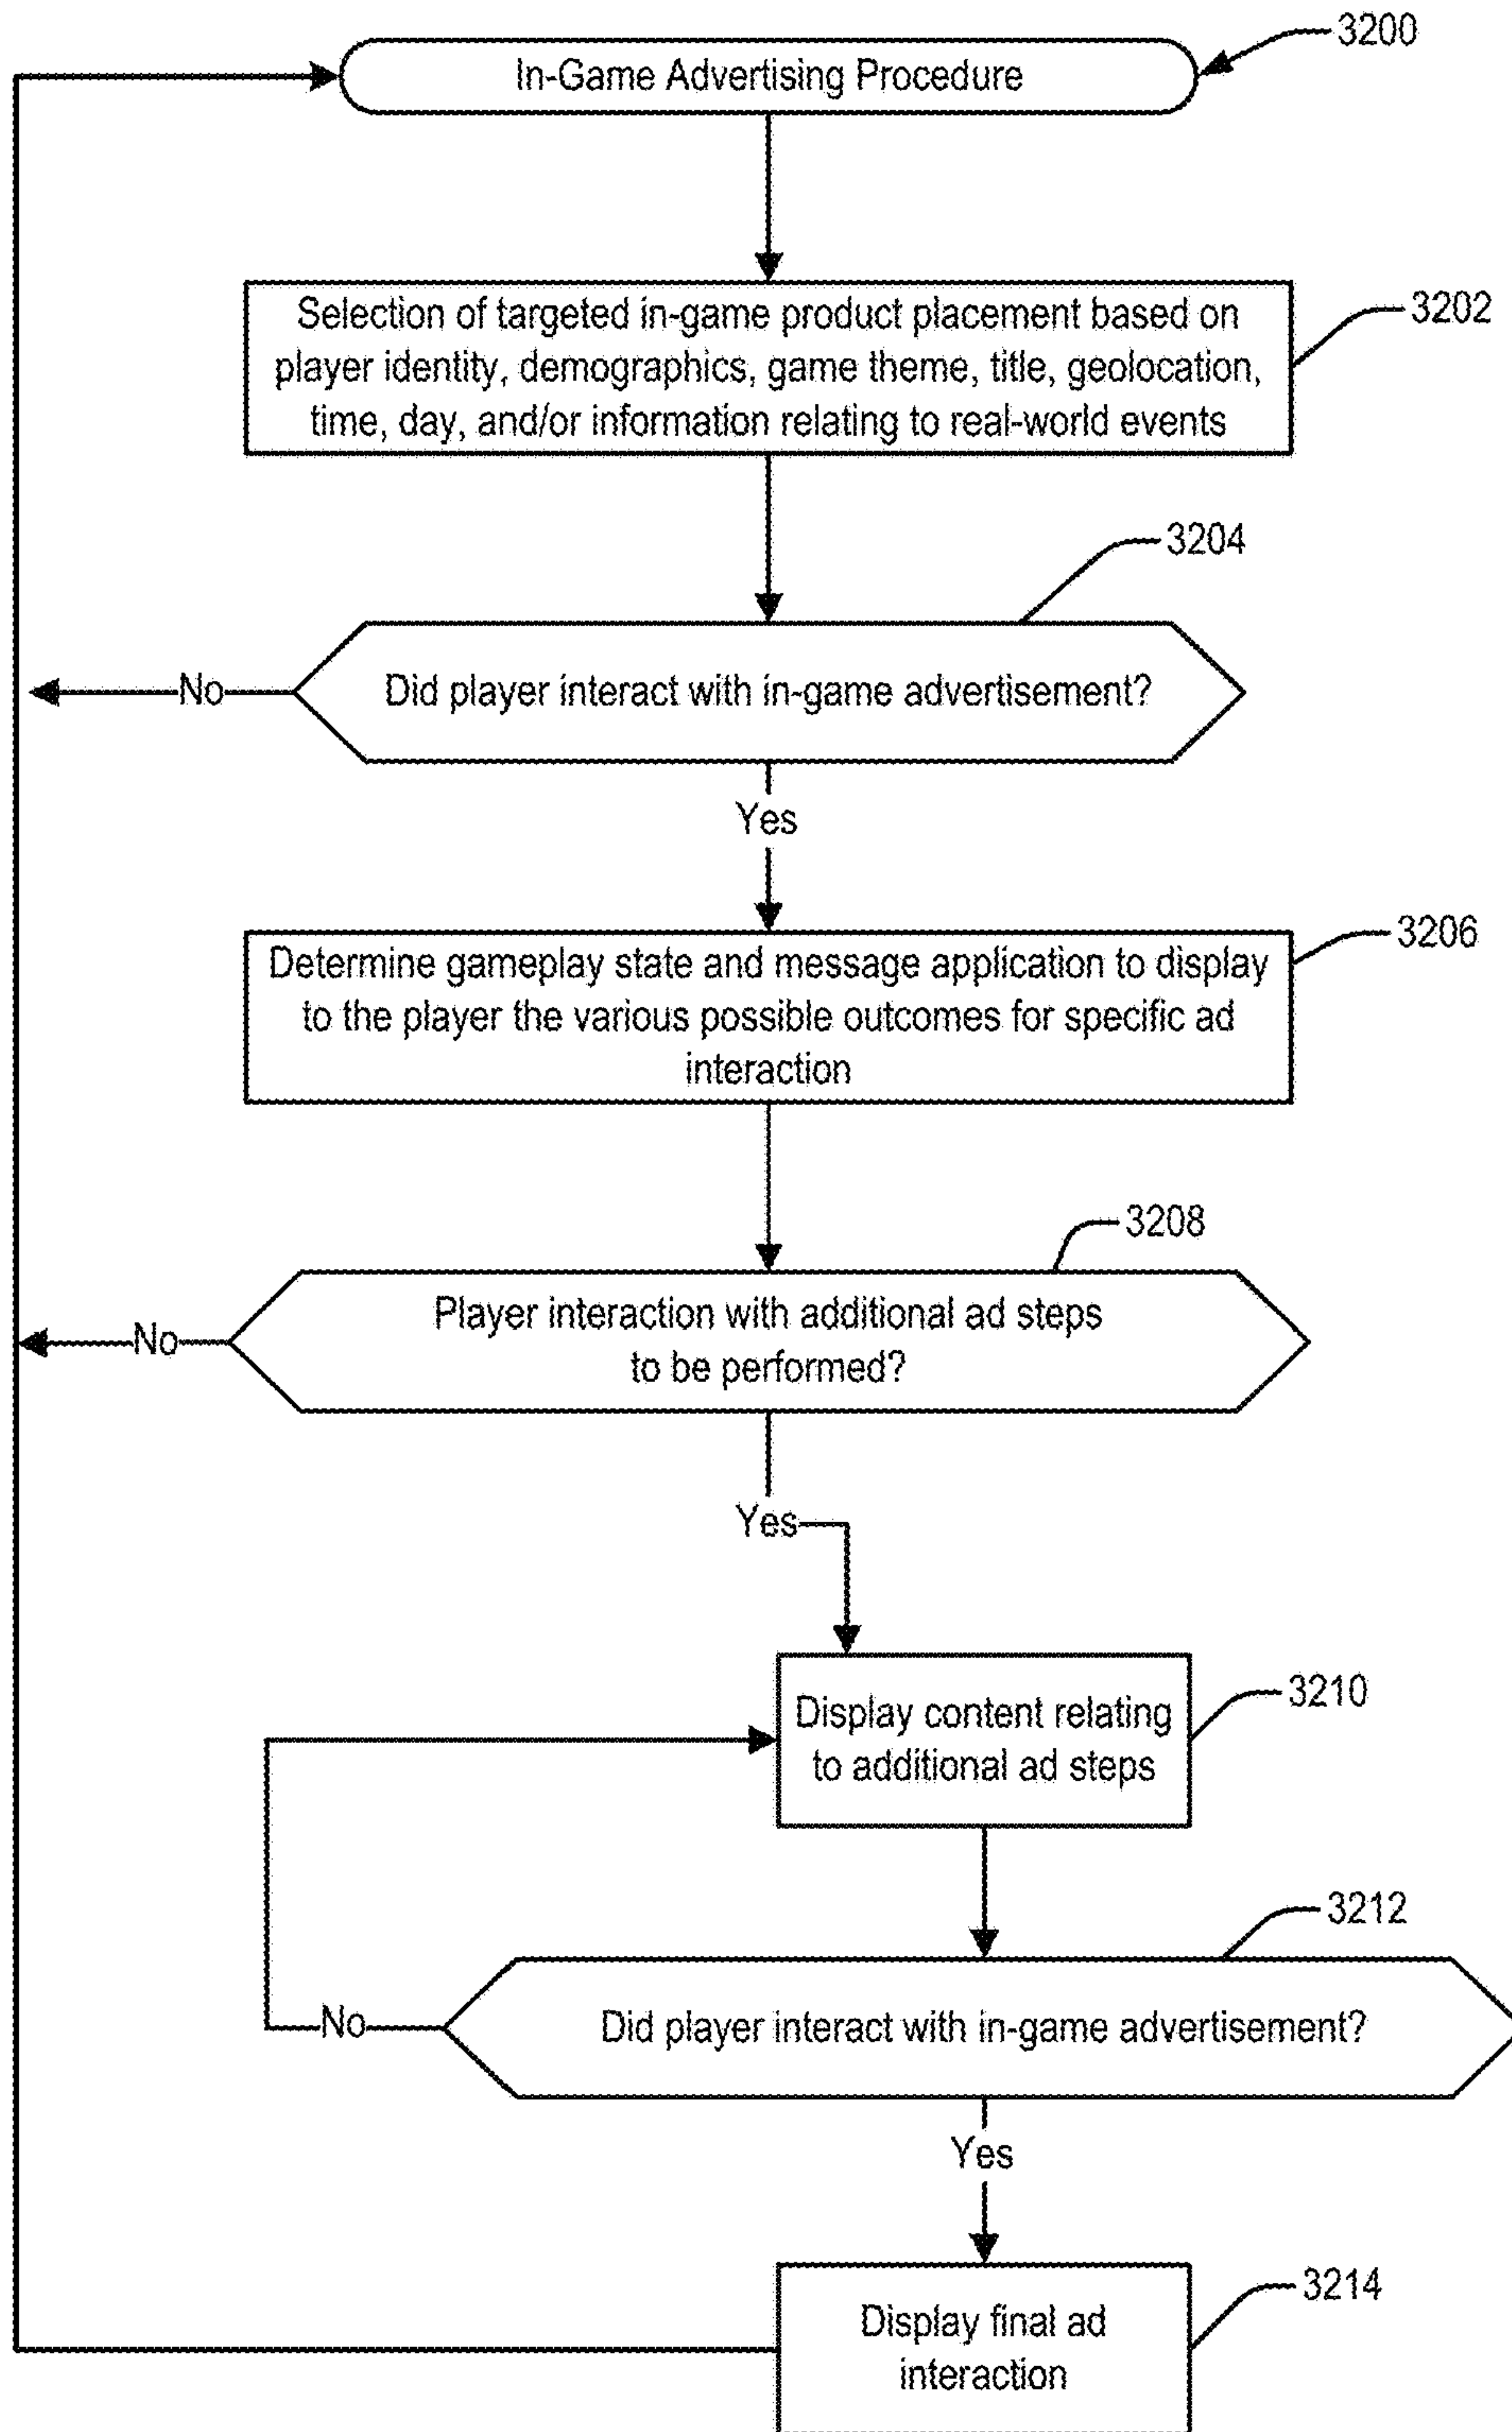 3200
In-Game Advertising Procedure
Selection of targeted in-game product placement based on
player identity, demographics, game theme, title, geolocation,
time, day, and/or information relating to real-world events
3202
3204
Did player interact with in-game advertisement?
No
Yes
3206
Determine gameplay state and message application to display
to the player the various possible outcomes for specific ad
interaction
3208
Player interaction with additional ad steps
to be performed?
No
Yes
3210
Display content relating
to additional ad steps
3212
Did player interact with in-game advertisement?
No
Yes
3214
Display final ad
interaction